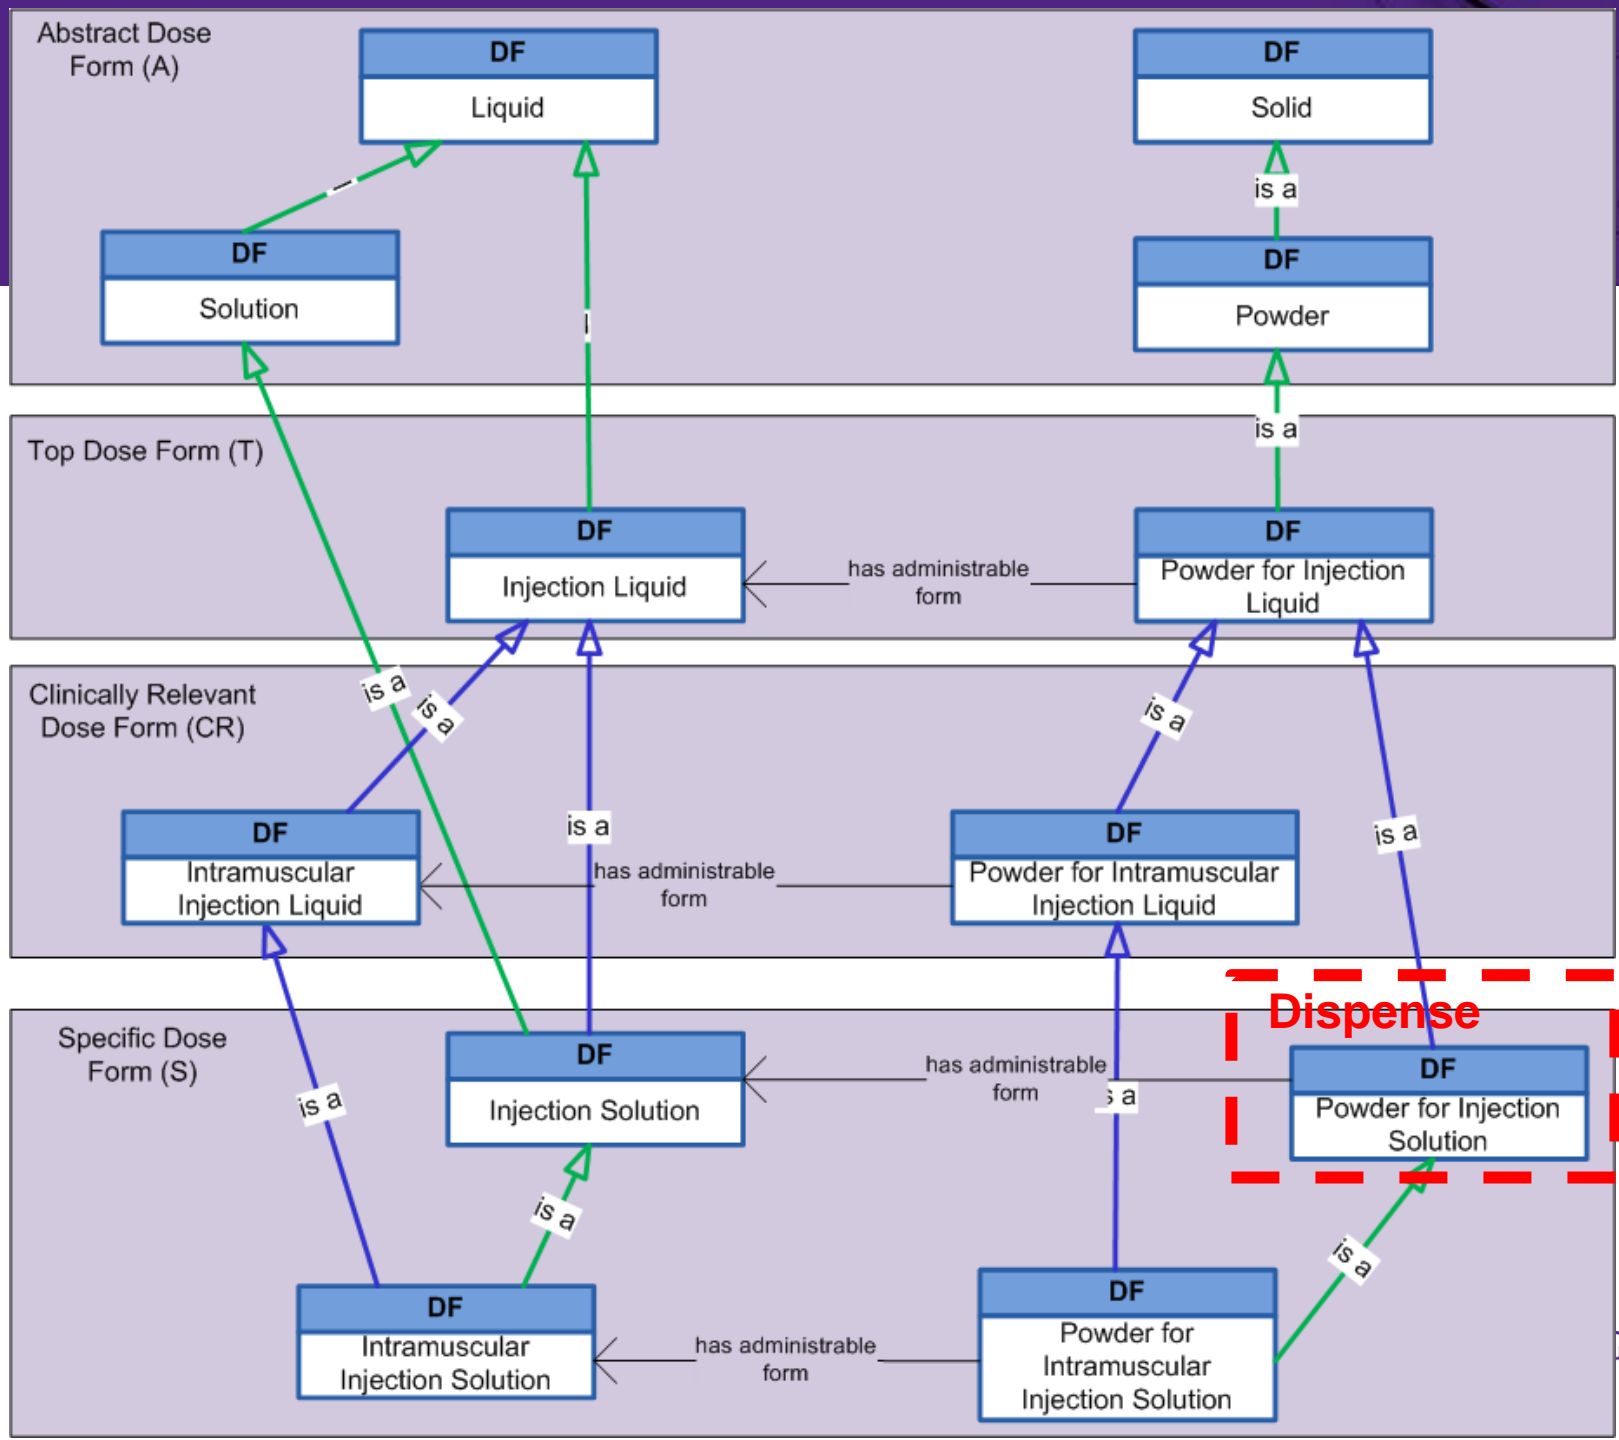 Abstract Dose
Form (A)
DF
Liquid
DF
Solid
is a
DF
Solution
DF
Powder
is a
Top Dose Form (T)
DF
Injection Liquid
has administrable
form
DF
Powder for Injection
Liquid
is a
is a
is a
Clinically Relevant
Dose Form (CR)
is a
is a
DF
Intramuscular
Injection Liquid
has administrable
form
DF
Powder for Intramuscular
Injection Liquid
Dispense
Specific Dose
Form (S)
DF
Injection Solution
has administrable
form
a
DF
Powder for Injection
Solution
is a
is a
is a
DF
Intramuscular
Injection Solution
has administrable
form
DF
Powder for
Intramuscular
Injection Solution